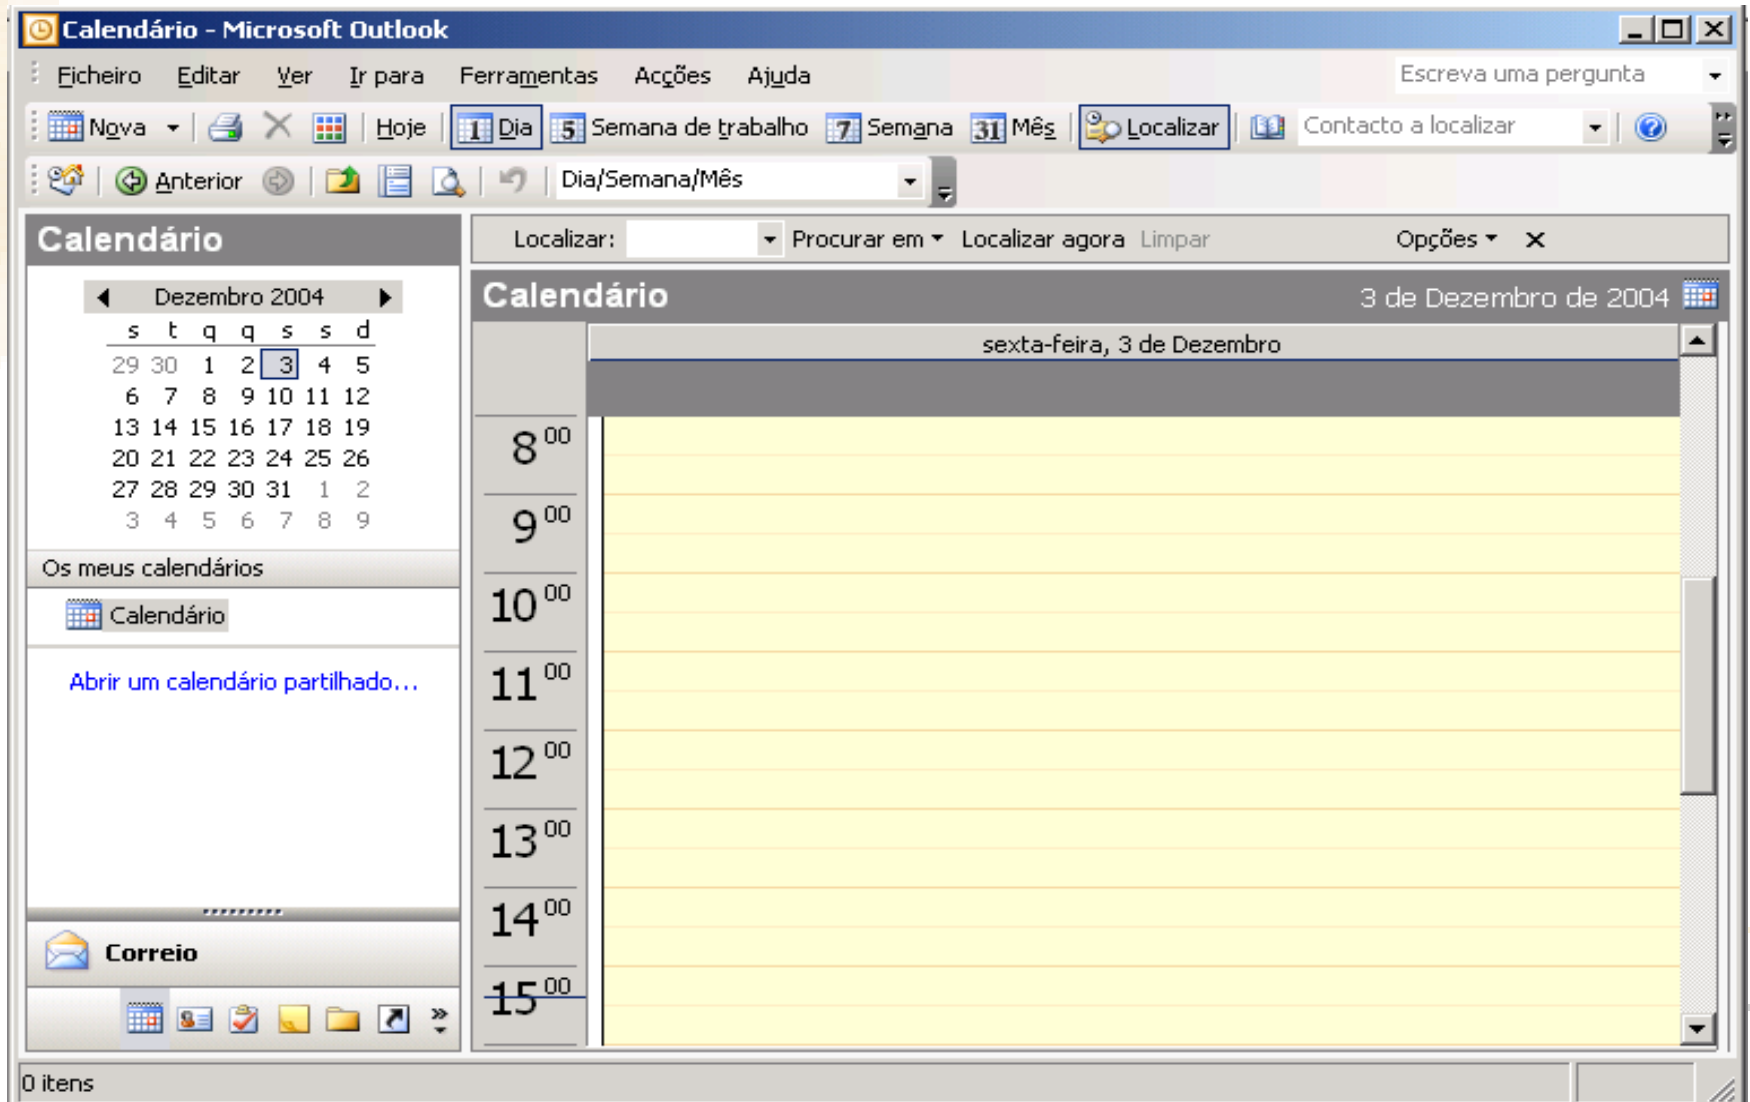 Calendário - Microsoft Outlook
Ficheiro Editar Ver Ir para Ferramentas Acções Ajuda Escreva uma pergunta
Nova Hoje 1 Dia 5 Semana de trabalho 7 Semana 31 Mês Localizar Contacto a localizar
Anterior Dia/Semana/Mês
Calendário
Dezembro 2004
s t q q s s d
29 30 1 2 3 4 5
6 7 8 9 10 11 12
13 14 15 16 17 18 19
20 21 22 23 24 25 26
27 28 29 30 31 1 2
3 4 5 6 7 8 9
Os meus calendários
Calendário
Abrir um calendário partilhado...
Correio
Localizar: Procurar em Localizar agora Limpar Opções
Calendário 3 de Dezembro de 2004
sexta-feira, 3 de Dezembro
8 00
9 00
10 00
11 00
12 00
13 00
14 00
15 00
0 itens